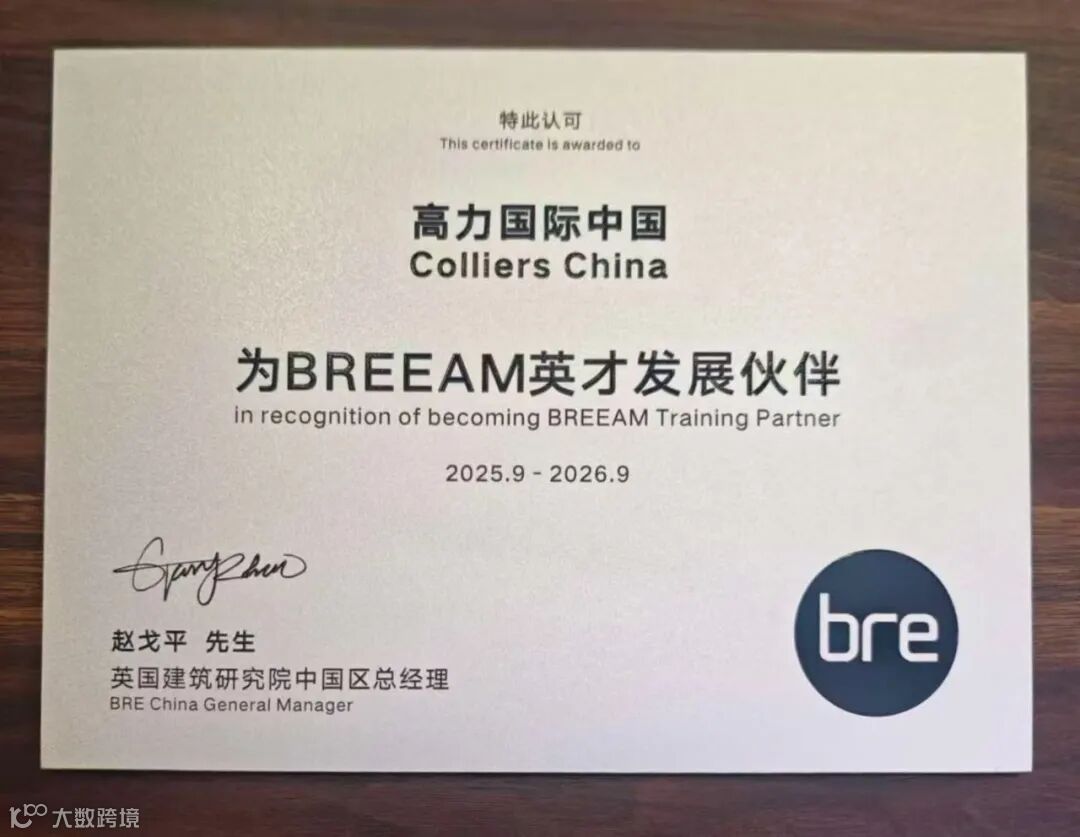 特此认可
This certificate is awarded to
高力国际中国
Colliers China
为BREEAM英才发展伙伴
in recognition of becoming BREEAM Training Partner
2025.9 - 2026.9
赵戈平 先生
英国建筑研究院中国区总经理
BRE China General Manager
bre
大数跨境